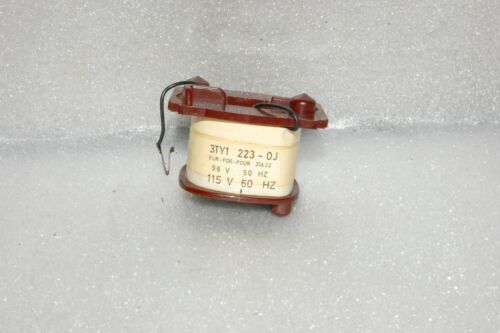 3TY1 223-0J
FUR-FOR-POUR 3TA22
96 V 50 HZ
115 V 60 HZ